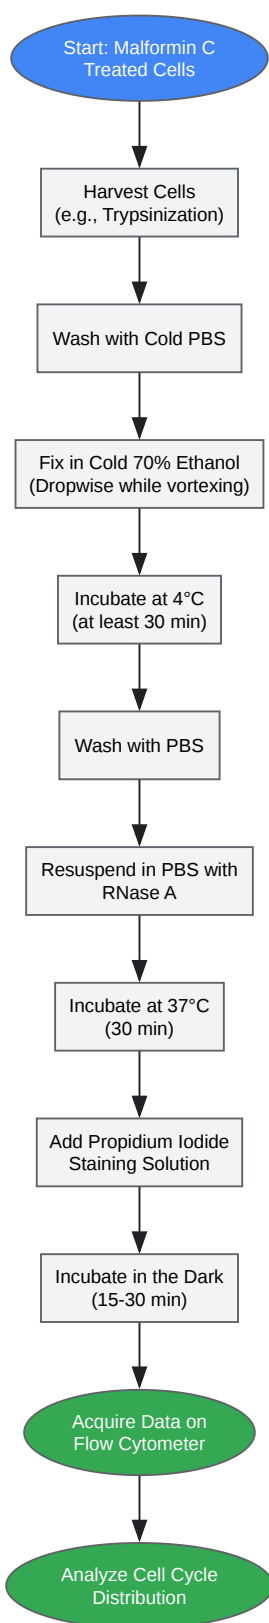 Start: Malformin C
Treated Cells
Harvest Cells
(e.g., Trypsinization)
Wash with Cold PBS
Fix in Cold 70% Ethanol
(Dropwise while vortexing)
Incubate at 4°C
(at least 30 min)
Wash with PBS
Resuspend in PBS with
RNase A
Incubate at 37°C
(30 min)
Add Propidium Iodide
Staining Solution
Incubate in the Dark
(15-30 min)
Acquire Data on
Flow Cytometer
Analyze Cell Cycle
Distribution